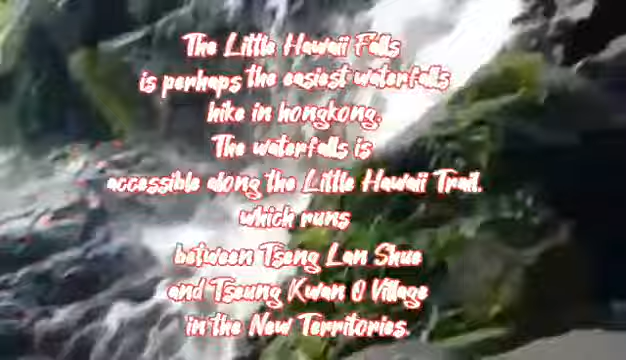 The Little Hawaii Falls
is perhaps the easiest waterfalls
hike in hongkong.
The waterfalls is
accessible along the Little Hawaii Trail.
which runs
between Tseng Lan Shue
and Tseung Kwan O Village
in the New Territories.